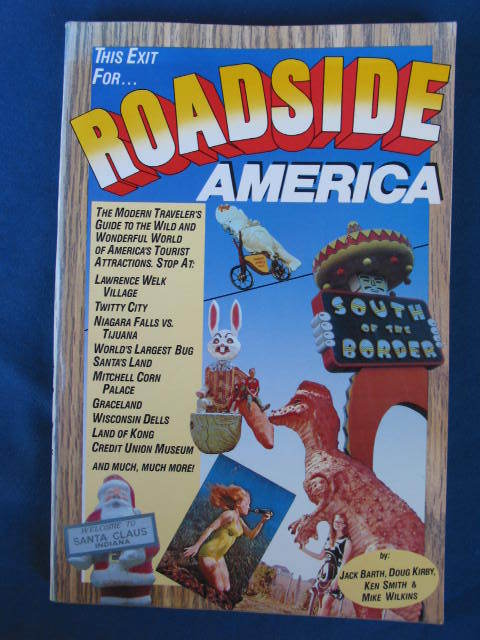 THIS EXIT
FOR...
ROADSIDE
AMERICA
THE MODERN TRAVELER'S
GUIDE TO THE WILD AND
WONDERFUL WORLD
OF AMERICA'S TOURIST
ATTRACTIONS. STOP AT:
LAWRENCE WELK
VILLAGE
TWITTY CITY
NIAGARA FALLS VS.
TIJUANA
WORLD'S LARGEST BUG
SANTA'S LAND
MITCHELL CORN
PALACE
GRACELAND
WISCONSIN DELLS
LAND OF KONG
CREDIT UNION MUSEUM
AND MUCH, MUCH MORE!
SOUTH
OF THE
BORDER
WELCOME TO
SANTA CLAUS
INDIANA
by:
JACK BARTH, DOUG KIRBY,
KEN SMITH &
MIKE WILKINS